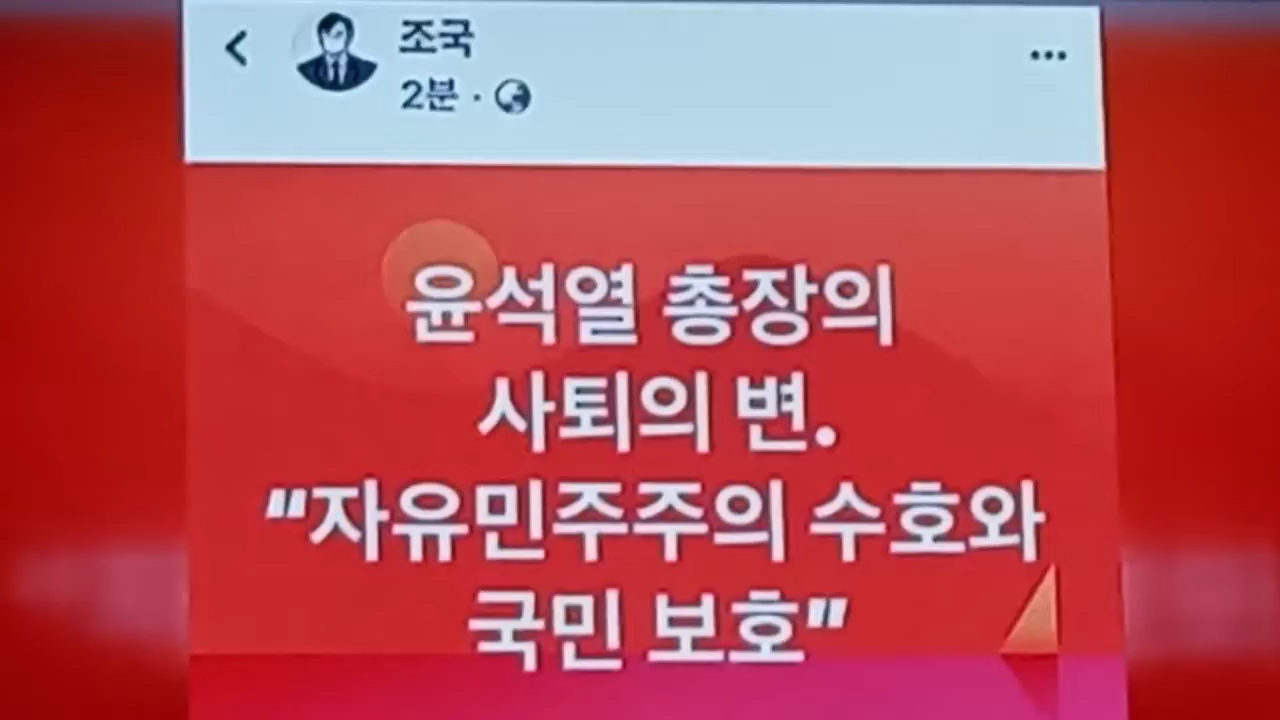 조국
2분 ·
윤석열 총장의
사퇴의 변.
“자유민주주의 수호와
국민 보호”